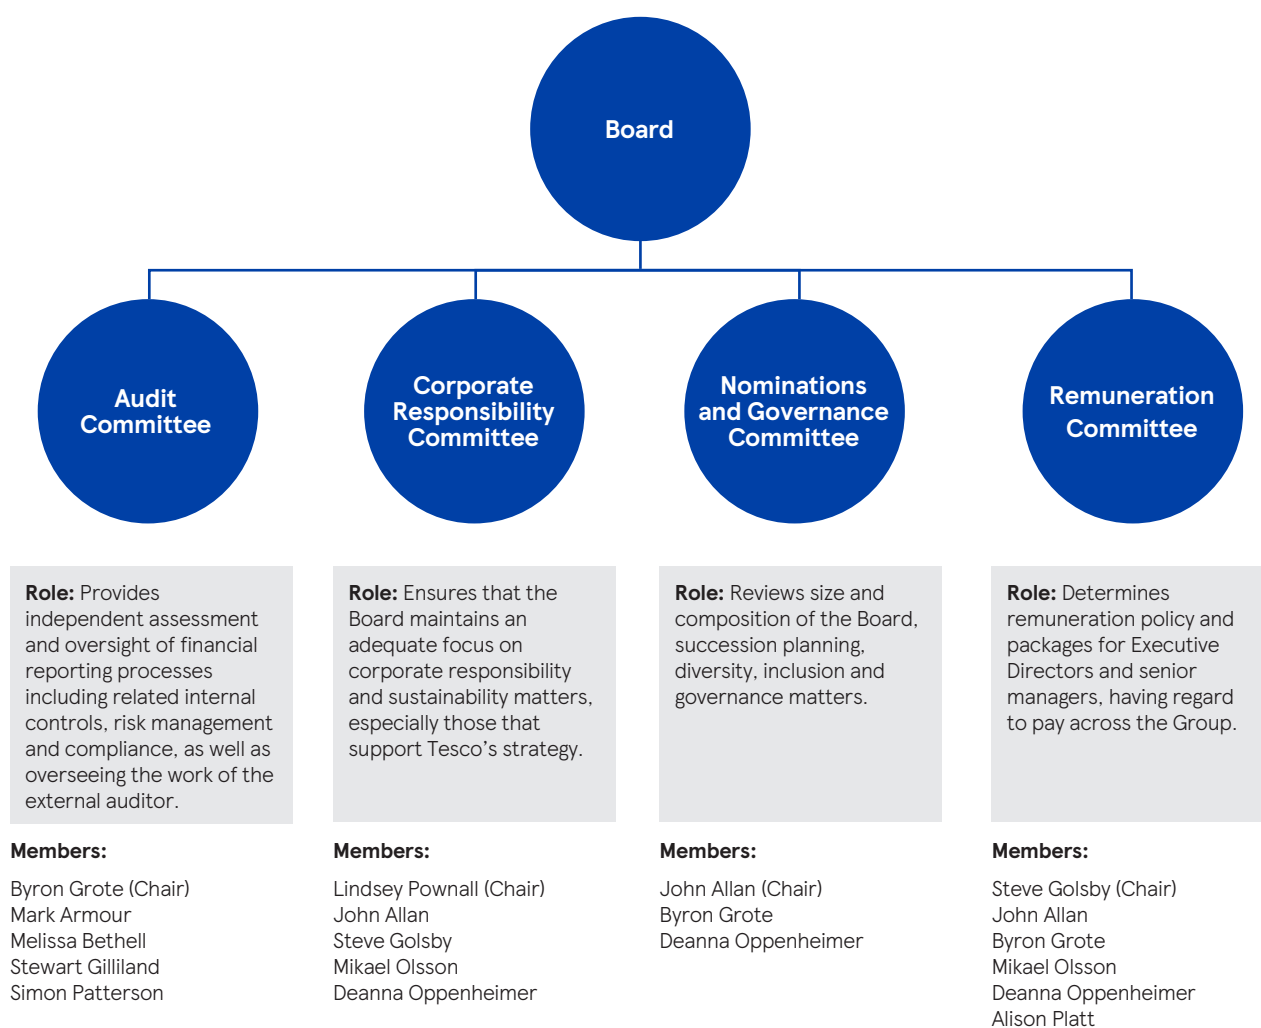 Board
Audit
Committee
Corporate
Responsibility
Committee
Nominations
and Governance
Committee
Remuneration
Committee
Role: Provides
independent assessment
and oversight of financial
reporting processes
including related internal
controls, risk management
and compliance, as well as
overseeing the work of the
external auditor.
Members:
Byron Grote (Chair)
Mark Armour
Melissa Bethell
Stewart Gilliland
Simon Patterson
Role: Ensures that the
Board maintains an
adequate focus on
corporate responsibility
and sustainability matters,
especially those that
support Tesco’s strategy.
Members:
Lindsey Pownall (Chair)
John Allan
Steve Golsby
Mikael Olsson
Deanna Oppenheimer
Role: Reviews size and
composition of the Board,
succession planning,
diversity, inclusion and
governance matters.
Members:
John Allan (Chair)
Byron Grote
Deanna Oppenheimer
Role: Determines
remuneration policy and
packages for Executive
Directors and senior
managers, having regard
to pay across the Group.
Members:
Steve Golsby (Chair)
John Allan
Byron Grote
Mikael Olsson
Deanna Oppenheimer
Alison Platt